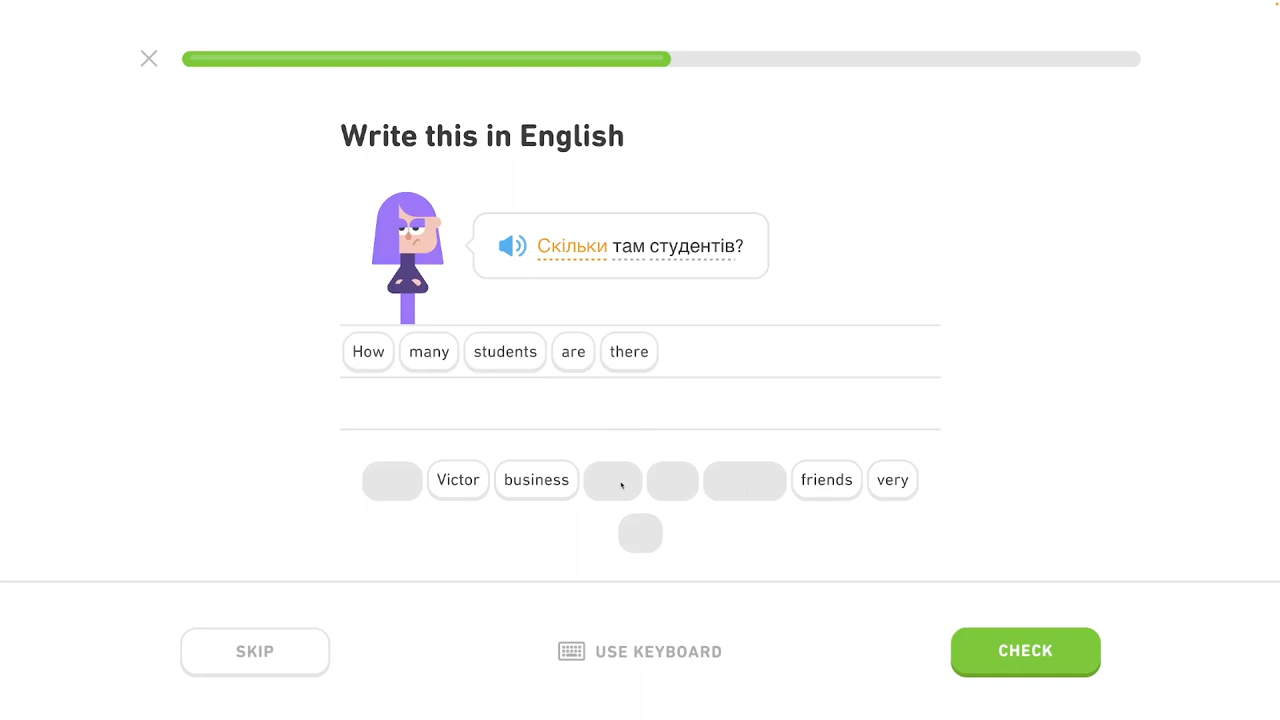 Write this in English
Скільки там студентів?
How many students are there
Victor business friends very
SKIP USE KEYBOARD CHECK